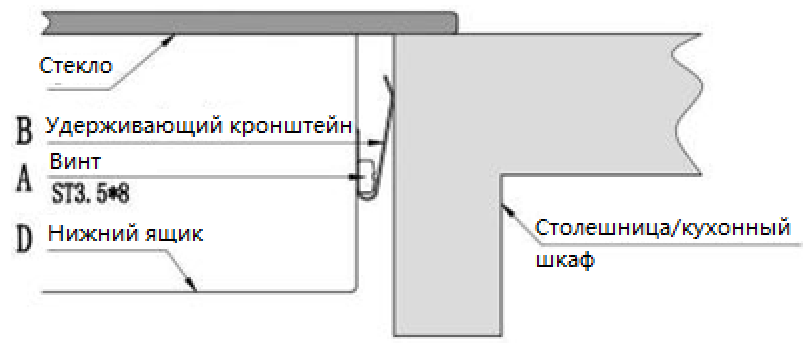 Стекло
B Удерживающий кронштейн
A Винт
ST3. 5*8
D Нижний ящик
Столешница/кухонный
шкаф